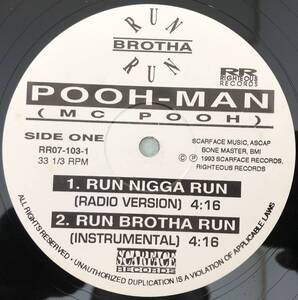 RUN
BROTHA
RUN
RR
RIGHTEOUS
RECORDS
POOH-MAN
(MC POOH)
SIDE ONE
RR07-103-1
33 1/3 RPM
SCARFACE MUSIC, ASCAP
BONE MASTER, BMI
© ℗ 1993 SCARFACE RECORDS,
RIGHTEOUS RECORDS
1. RUN NIGGA RUN
(RADIO VERSION) 4:16
2. RUN BROTHA RUN
(INSTRUMENTAL) 4:16
SCARFACE
RECORDS
ALL RIGHTS RESERVED • UNAUTHORIZED DUPLICATION IS A VIOLATION OF APPLICABLE LAWS